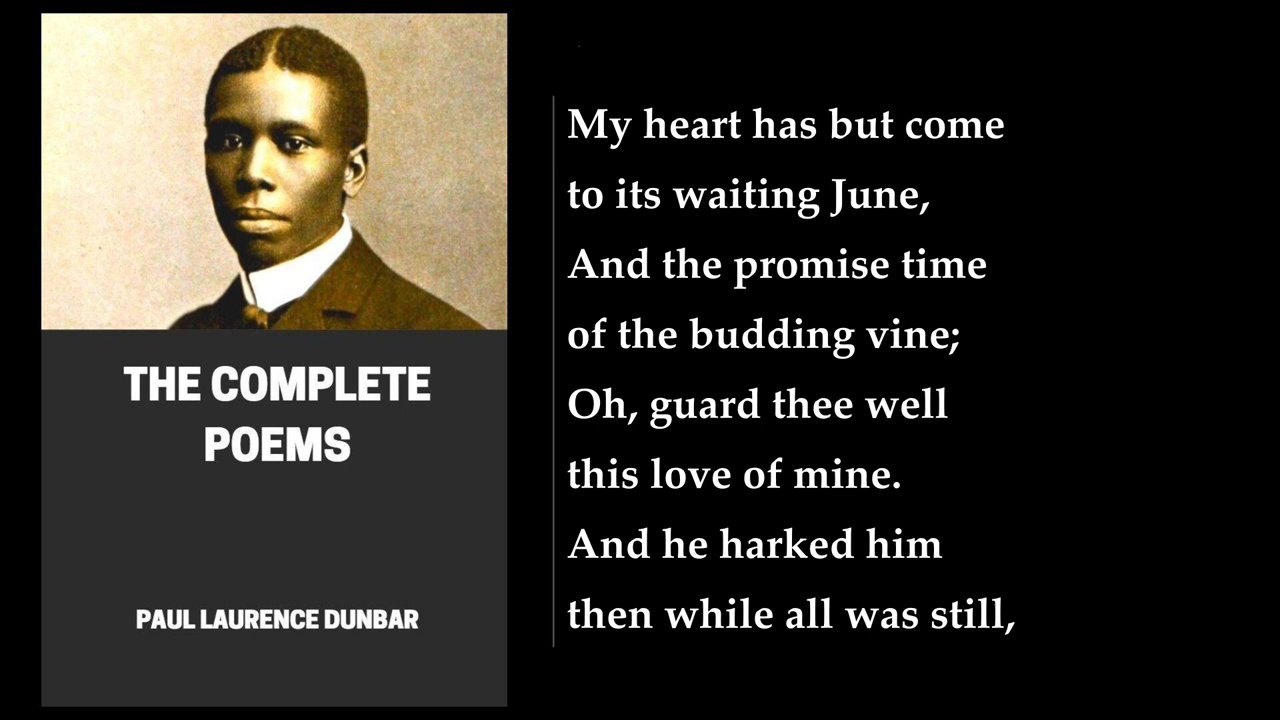 THE COMPLETE
POEMS
PAUL LAURENCE DUNBAR
My heart has but come
to its waiting June,
And the promise time
of the budding vine;
Oh, guard thee well
this love of mine.
And he harked him
then while all was still,